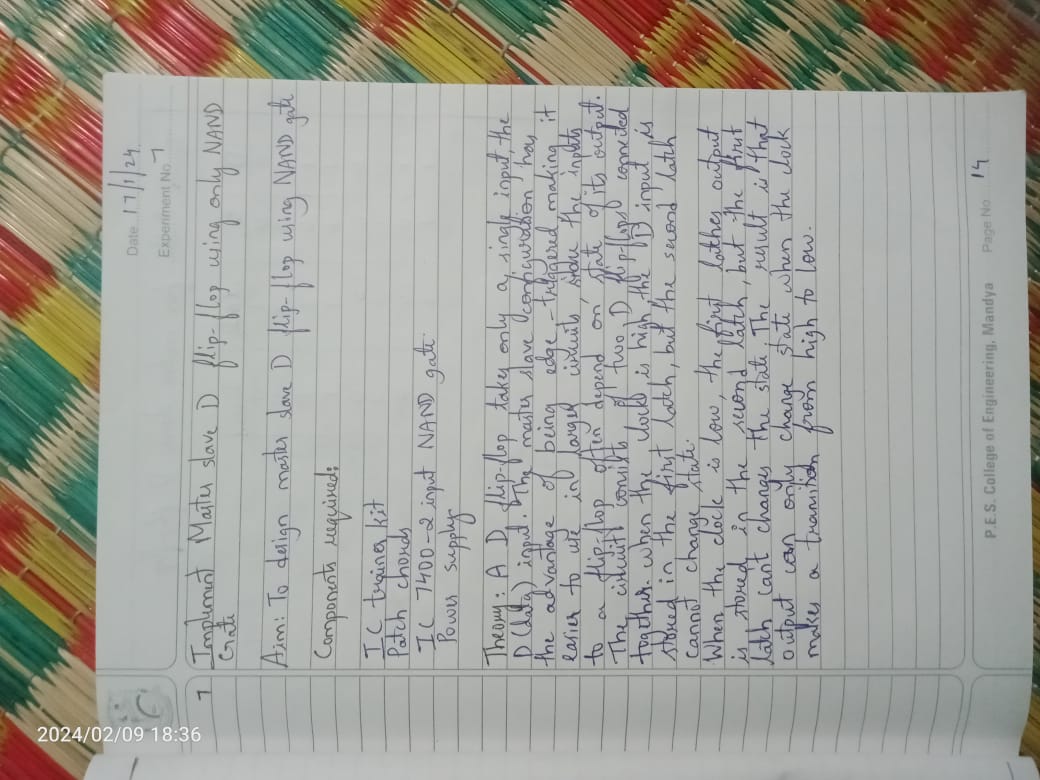 2024/02/09 18:36
Date 17/1/24
Experiment No 7
7 Implement Master slave D flip-flop using only NAND
Gate
Aim: To design master slave D flip-flop using NAND gate
Components required:
IC trainer kit
Patch chords
IC 7400-2 input NAND gate
Power supply
Theory: A D flip-flop takes only a single input, the
D (data) input. The master slave configuration has
the advantage of being edge-triggered making it
easier to use in larger circuits, since the inputs
to a flip-flop often depend on state of its output.
The circuit consists of two D flip-flops connected
together. when the clock is high, the D input is
stored in the first latch, but the second latch
cannot change state.
When the clock is low, the first latches output
is stored in the second latch, but the first
latch can't changes the state. The result is that
output can only change state when the clock
makes a transition from high to low.
P.E.S. College of Engineering, Mandya Page No 14